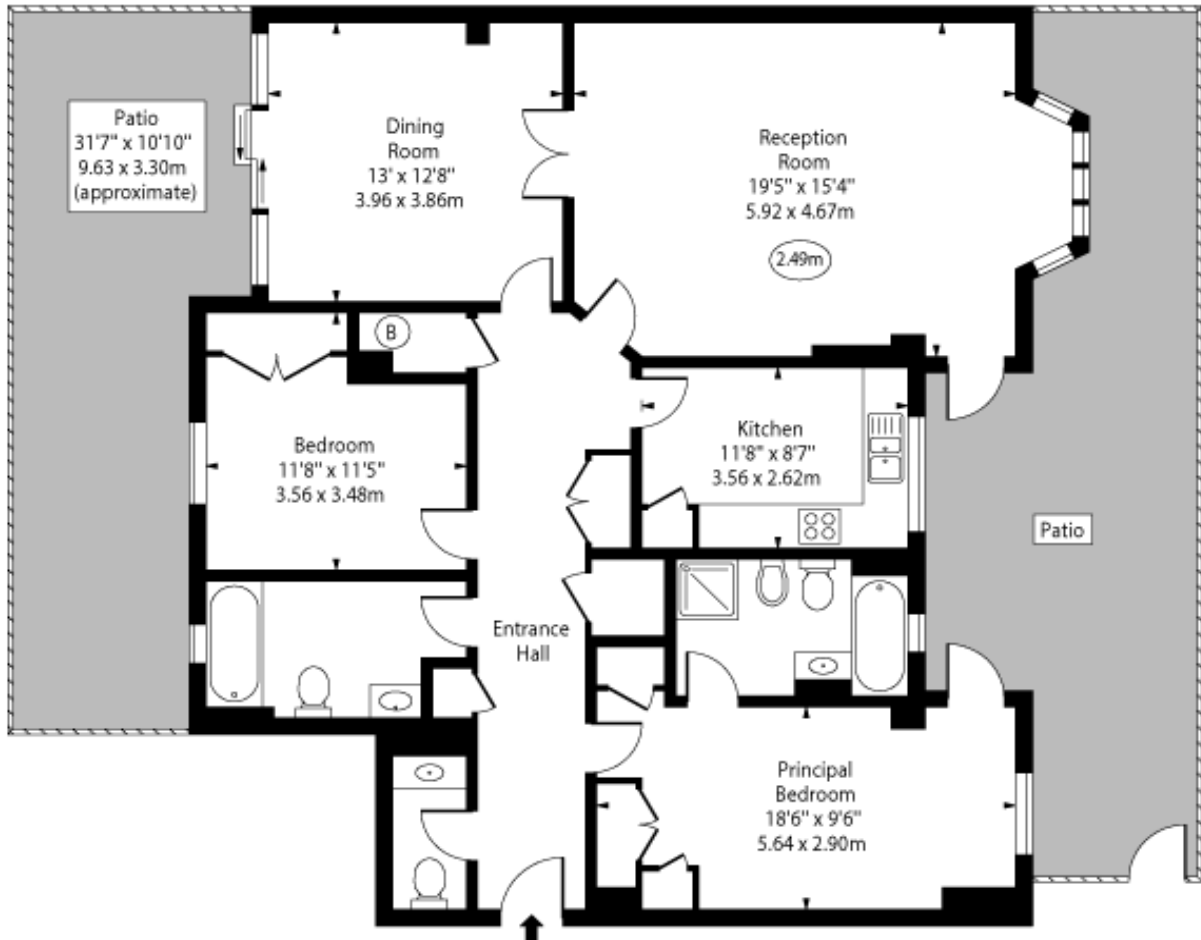 Patio
31'7" x 10'10"
9.63 x 3.30m
(approximate)
Dining
Room
13' x 12'8"
3.96 x 3.86m
Reception
Room
19'5" x 15'4"
5.92 x 4.67m
2.49m
B
Bedroom
11'8" x 11'5"
3.56 x 3.48m
Kitchen
11'8" x 8'7"
3.56 x 2.62m
Patio
Entrance
Hall
Principal
Bedroom
18'6" x 9'6"
5.64 x 2.90m